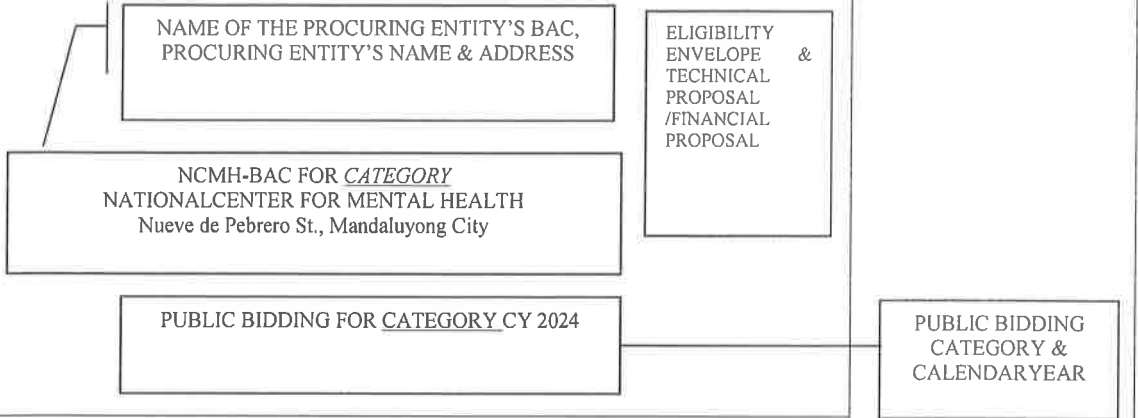 NAME OF THE PROCURING ENTITY'S BAC,
PROCURING ENTITY'S NAME & ADDRESS
ELIGIBILITY
ENVELOPE &
TECHNICAL
PROPOSAL
/FINANCIAL
PROPOSAL
NCMH-BAC FOR CATEGORY
NATIONALCENTER FOR MENTAL HEALTH
Nueve de Pebrero St., Mandaluyong City
PUBLIC BIDDING FOR CATEGORY CY 2024
PUBLIC BIDDING
CATEGORY &
CALENDARYEAR